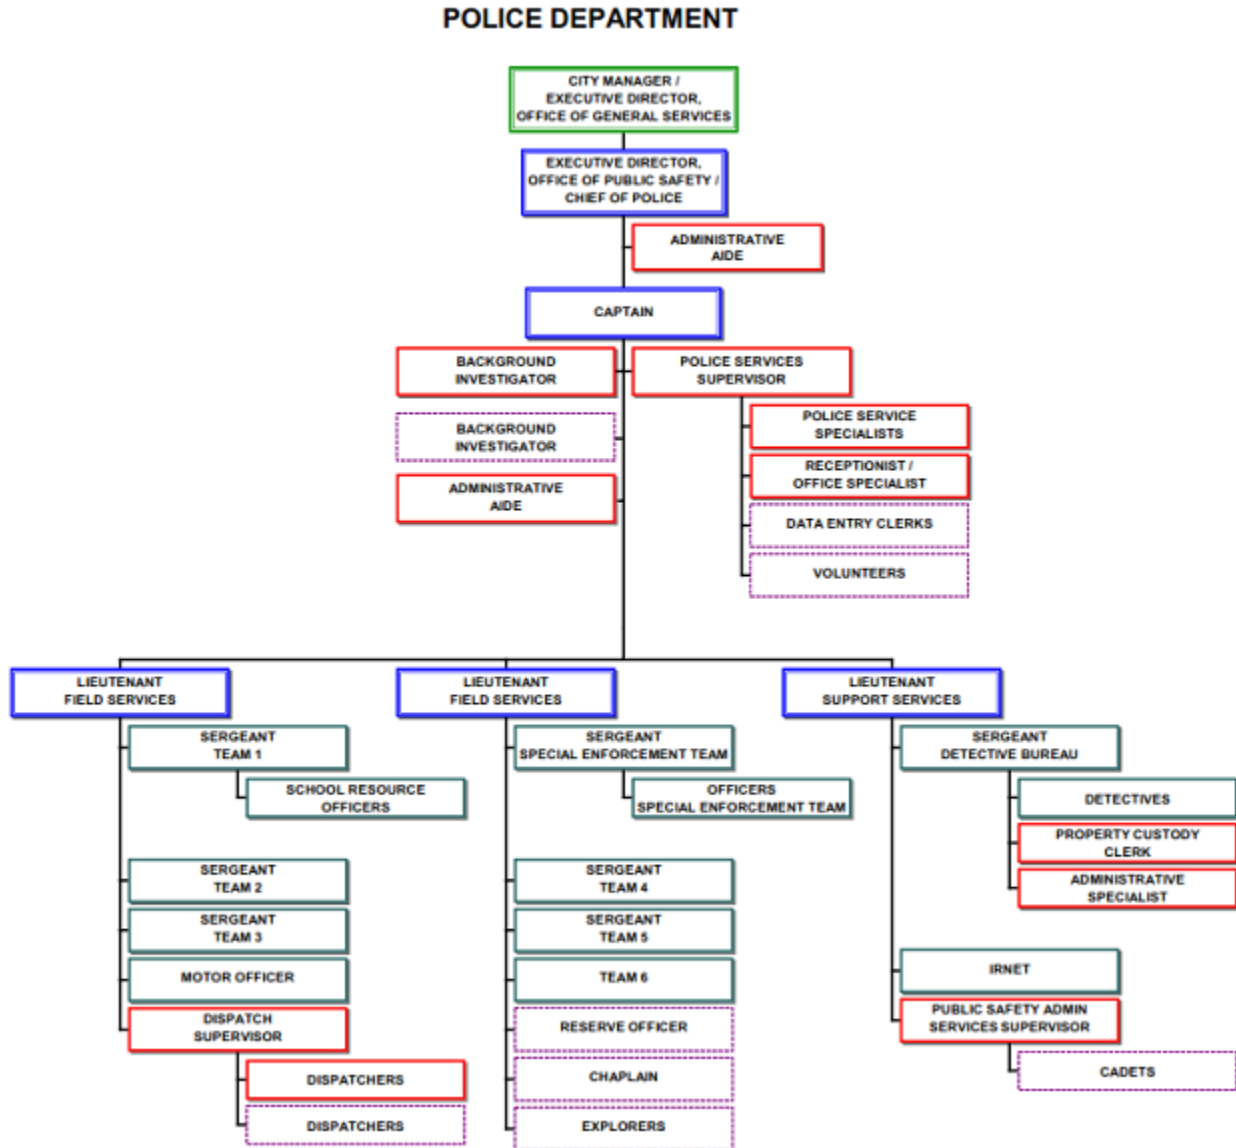 POLICE DEPARTMENT
CITY MANAGER /
EXECUTIVE DIRECTOR,
OFFICE OF GENERAL SERVICES
EXECUTIVE DIRECTOR,
OFFICE OF PUBLIC SAFETY /
CHIEF OF POLICE
ADMINISTRATIVE
AIDE
CAPTAIN
BACKGROUND
INVESTIGATOR
BACKGROUND
INVESTIGATOR
ADMINISTRATIVE
AIDE
POLICE SERVICES
SUPERVISOR
POLICE SERVICE
SPECIALISTS
RECEPTIONIST /
OFFICE SPECIALIST
DATA ENTRY CLERKS
VOLUNTEERS
LIEUTENANT
FIELD SERVICES
SERGEANT
TEAM 1
SCHOOL RESOURCE
OFFICERS
SERGEANT
TEAM 2
SERGEANT
TEAM 3
MOTOR OFFICER
DISPATCH
SUPERVISOR
DISPATCHERS
DISPATCHERS
LIEUTENANT
FIELD SERVICES
SERGEANT
SPECIAL ENFORCEMENT TEAM
OFFICERS
SPECIAL ENFORCEMENT TEAM
SERGEANT
TEAM 4
SERGEANT
TEAM 5
TEAM 6
RESERVE OFFICER
CHAPLAIN
EXPLORERS
LIEUTENANT
SUPPORT SERVICES
SERGEANT
DETECTIVE BUREAU
DETECTIVES
PROPERTY CUSTODY
CLERK
ADMINISTRATIVE
SPECIALIST
IRNET
PUBLIC SAFETY ADMIN
SERVICES SUPERVISOR
CADETS